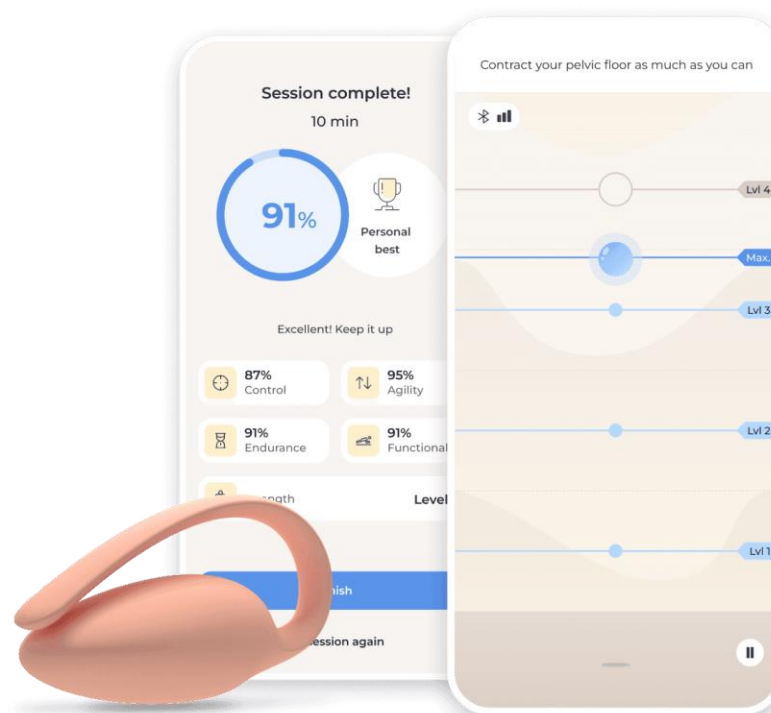 Session complete!
10 min
91%
Personal
best
Excellent! Keep it up
87%
Control
95%
Agility
91%
Endurance
91%
Functional
Level
session again
Contract your pelvic floor as much as you can
Lvl 4
Max.
Lvl 3
Lvl 2
Lvl 1